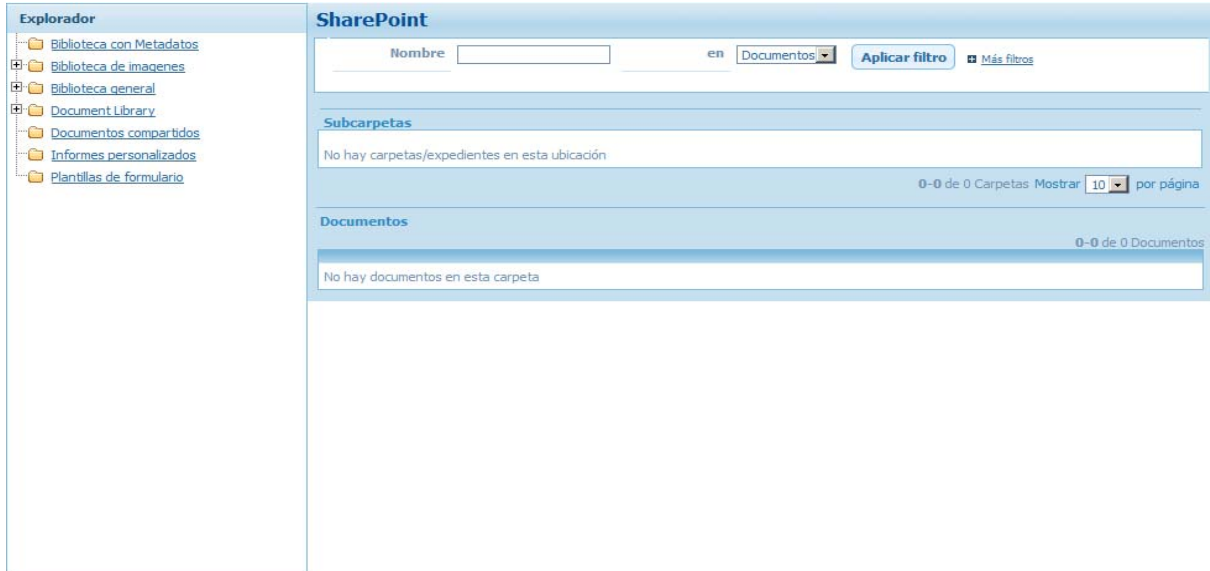 Explorador
Biblioteca con Metadatos
Biblioteca de imagenes
Biblioteca general
Document Library
Documentos compartidos
Informes personalizados
Plantillas de formulario
SharePoint
Nombre en Documentos Aplicar filtro Más filtros
Subcarpetas
No hay carpetas/expedientes en esta ubicación
0-0 de 0 Carpetas Mostrar 10 por página
Documentos
0-0 de 0 Documentos
No hay documentos en esta carpeta